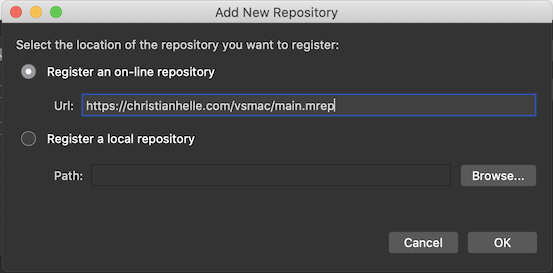 Add New Repository
Select the location of the repository you want to register:
Register an on-line repository
Url: https://christianhelle.com/vsmac/main.mrep
Register a local repository
Path: Browse...
Cancel OK